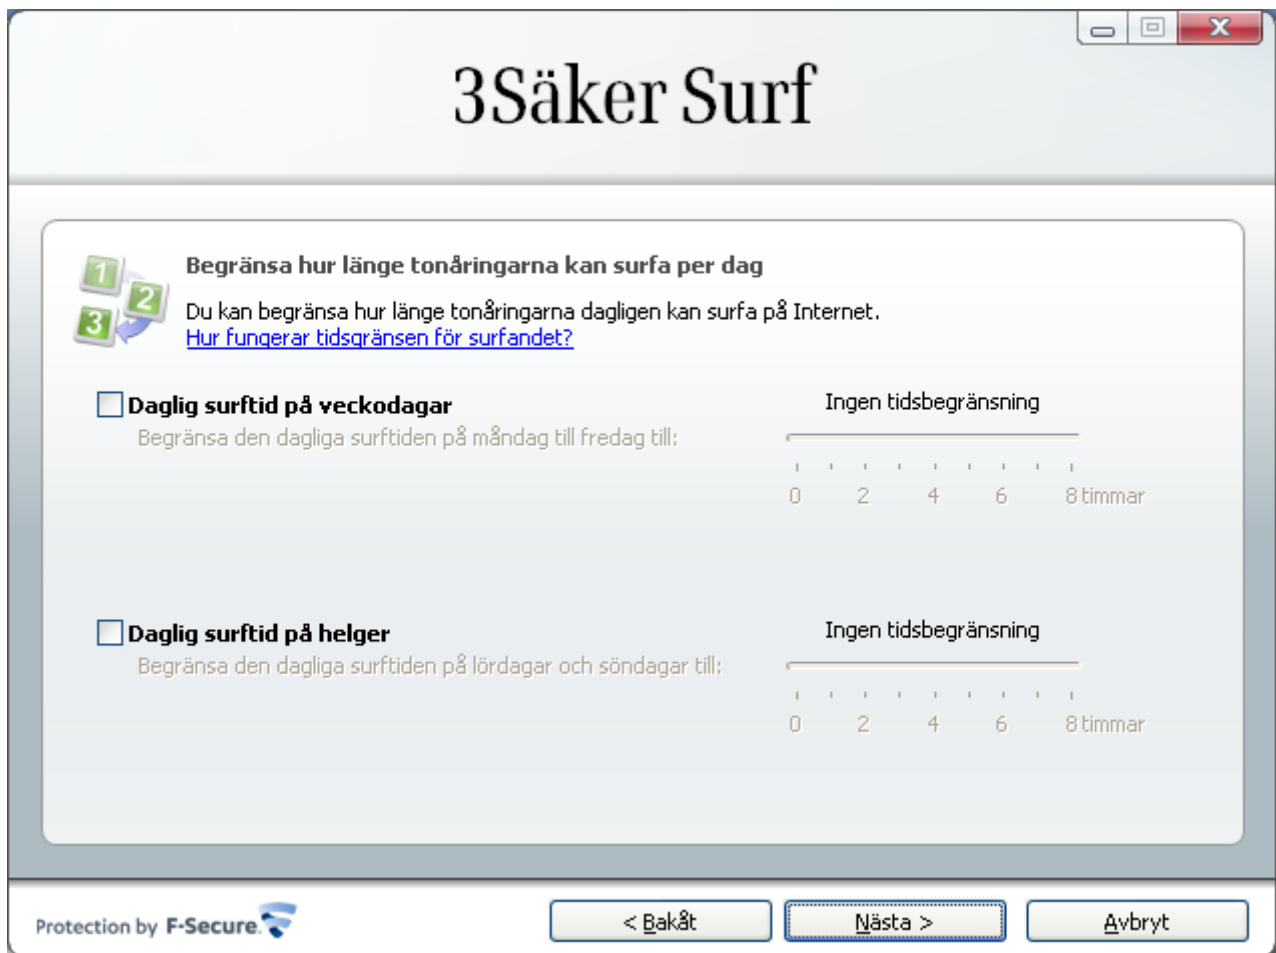 3Säker Surf
1
2
3
Begränsa hur länge tonåringarna kan surfa per dag
Du kan begränsa hur länge tonåringarna dagligen kan surfa på Internet.
Hur fungerar tidsgränsen för surfandet?
Daglig surftid på veckodagar
Ingen tidsbegränsning
Begränsa den dagliga surftiden på måndag till fredag till:
0 2 4 6 8 timmar
Daglig surftid på helger
Ingen tidsbegränsning
Begränsa den dagliga surftiden på lördagar och söndagar till:
0 2 4 6 8 timmar
Protection by F-Secure.
< Bakåt
Nästa >
Avbryt